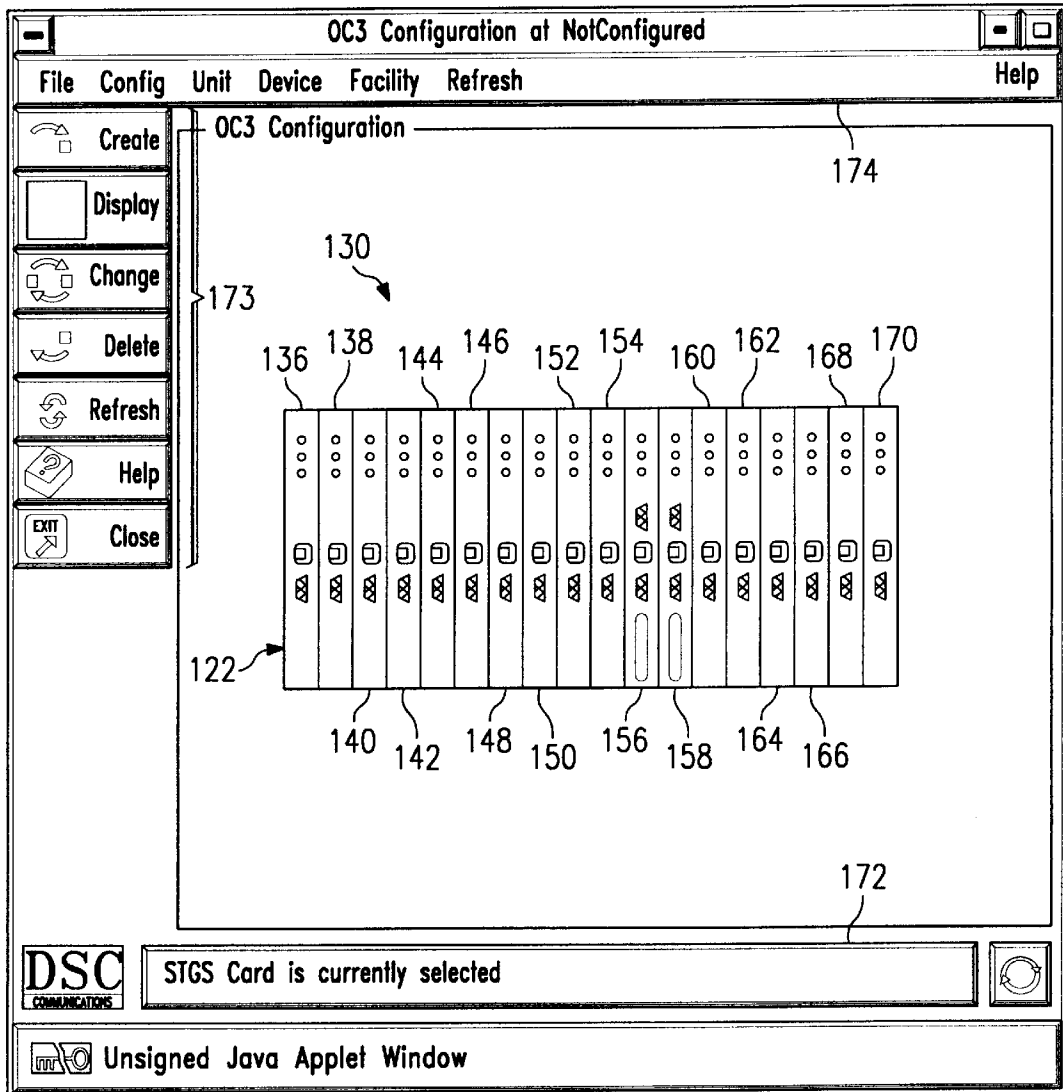 OC3 Configuration at NotConfigured
File Config Unit Device Facility Refresh Help
Create
OC3 Configuration
174
Display
130
Change
173
Delete
136 138 144 146 152 154 160 162 168 170
Refresh
? Help
EXIT Close
122
140 142 148 150 156 158 164 166
172
DSC
COMMUNICATIONS
STGS Card is currently selected
Unsigned Java Applet Window